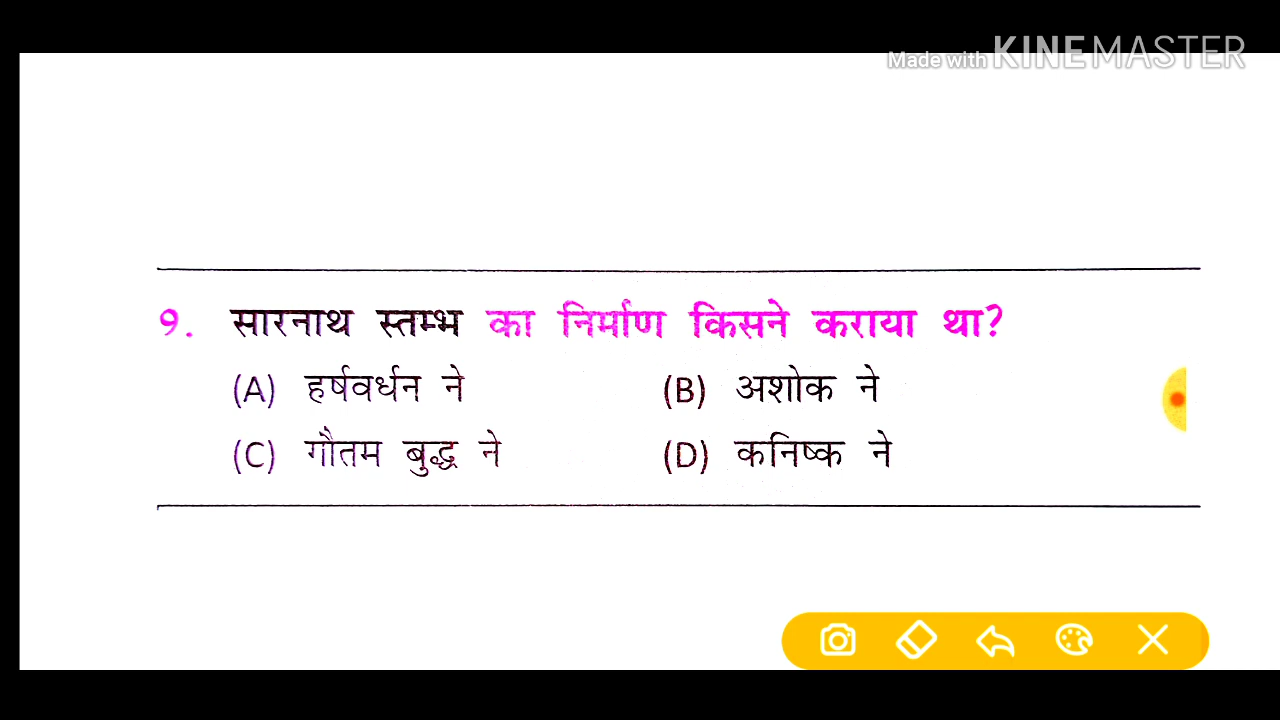 Made with KINEMASTER
9. सारनाथ स्तम्भ का निर्माण किसने कराया था?
(A) हर्षवर्धन ने (B) अशोक ने
(C) गौतम बुद्ध ने (D) कनिष्क ने